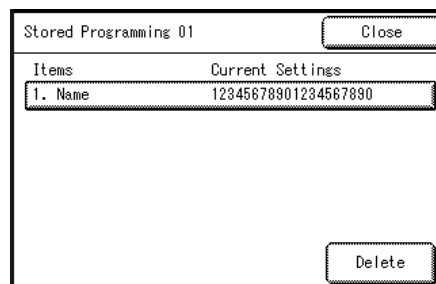 Stored Programming 01 Close
Items Current Settings
1. Name 12345678901234567890
Delete